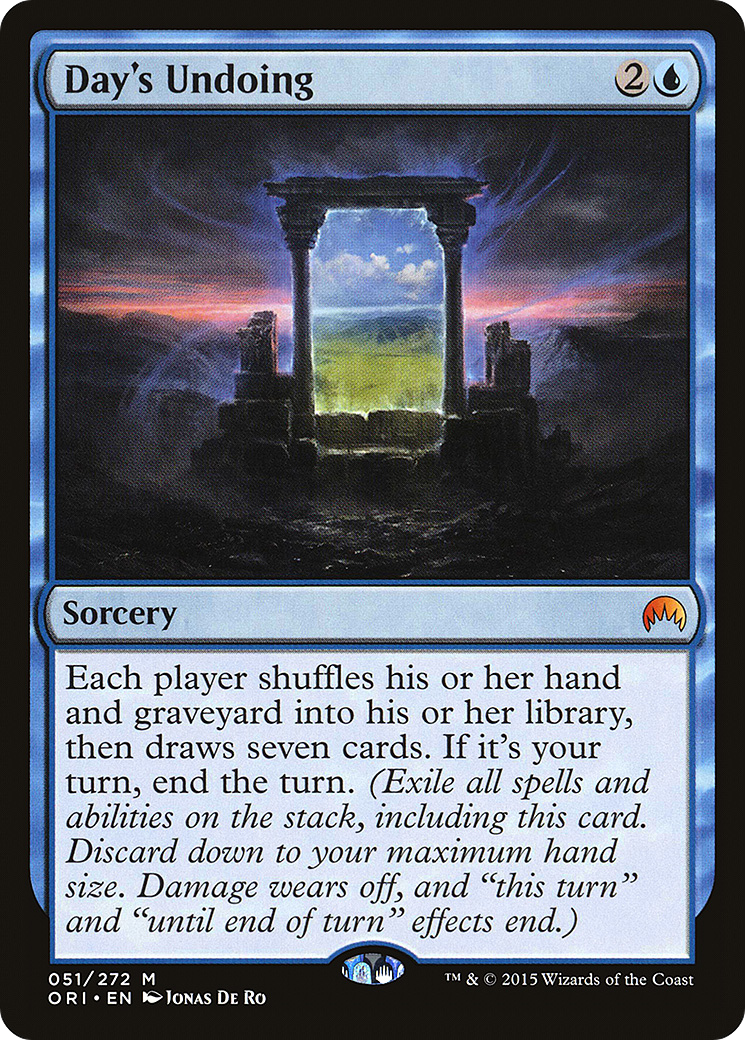 Day's Undoing
2
Sorcery
Each player shuffles his or her hand
and graveyard into his or her library,
then draws seven cards. If it's your
turn, end the turn. (Exile all spells and
abilities on the stack, including this card.
Discard down to your maximum hand
size. Damage wears off, and “this turn”
and “until end of turn” effects end.)
051/272 M
ORI • EN Jonas De Ro
™ & © 2015 Wizards of the Coast